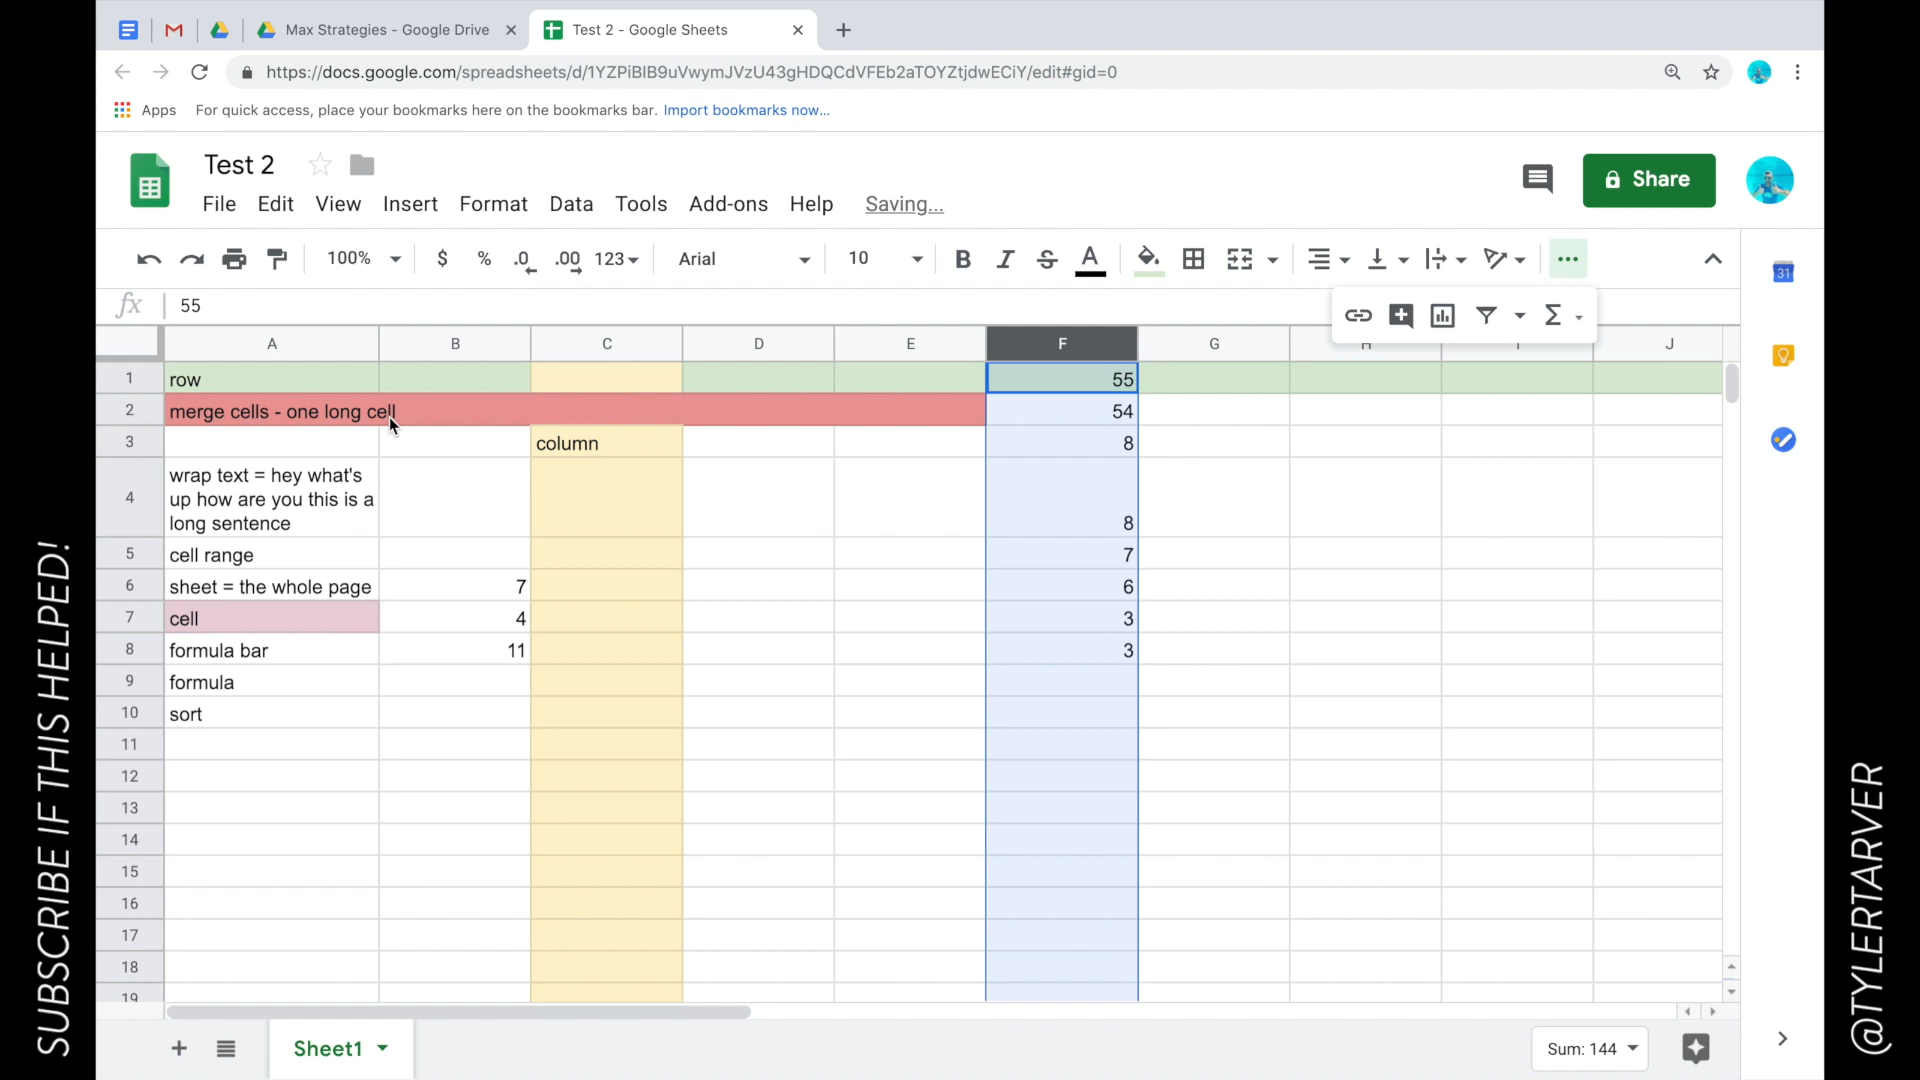 Max Strategies - Google Drive
Test 2 - Google Sheets
https://docs.google.com/spreadsheets/d/1YZPiBIB9uVwymJVzU43gHDQCdVFEb2aTOYZtjdwECiY/edit#gid=0
Apps For quick access, place your bookmarks here on the bookmarks bar. Import bookmarks now...
Test 2
Share
File Edit View Insert Format Data Tools Add-ons Help Saving...
100% $ % .0 .00 123 Arial 10 B I S A
31
fx 55
A B C D E F G H I J
1 row 55
2 merge cells - one long cell 54
3 column 8
4 wrap text = hey what's
up how are you this is a
long sentence 8
5 cell range 7
6 sheet = the whole page 7 6
7 cell 4 3
8 formula bar 11 3
9 formula
10 sort
11
12
13
14
15
16
17
18
19
Sheet1 Sum: 144
SUBSCRIBE IF THIS HELPED!
@TYLERTARVER